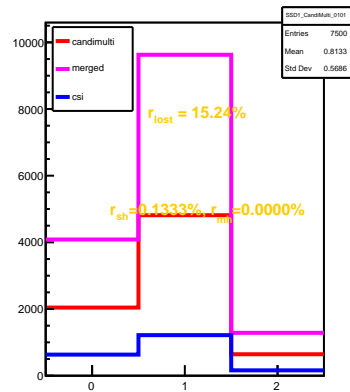 SSD1_CandiMulti_0101
Entries 7500
Mean 0.8133
Std Dev 0.5686
candimulti
merged
csi
r_lost = 15.24%
r_sh=0.1333%, r_mh=0.0000%
10000
8000
6000
4000
2000
0
0 1 2